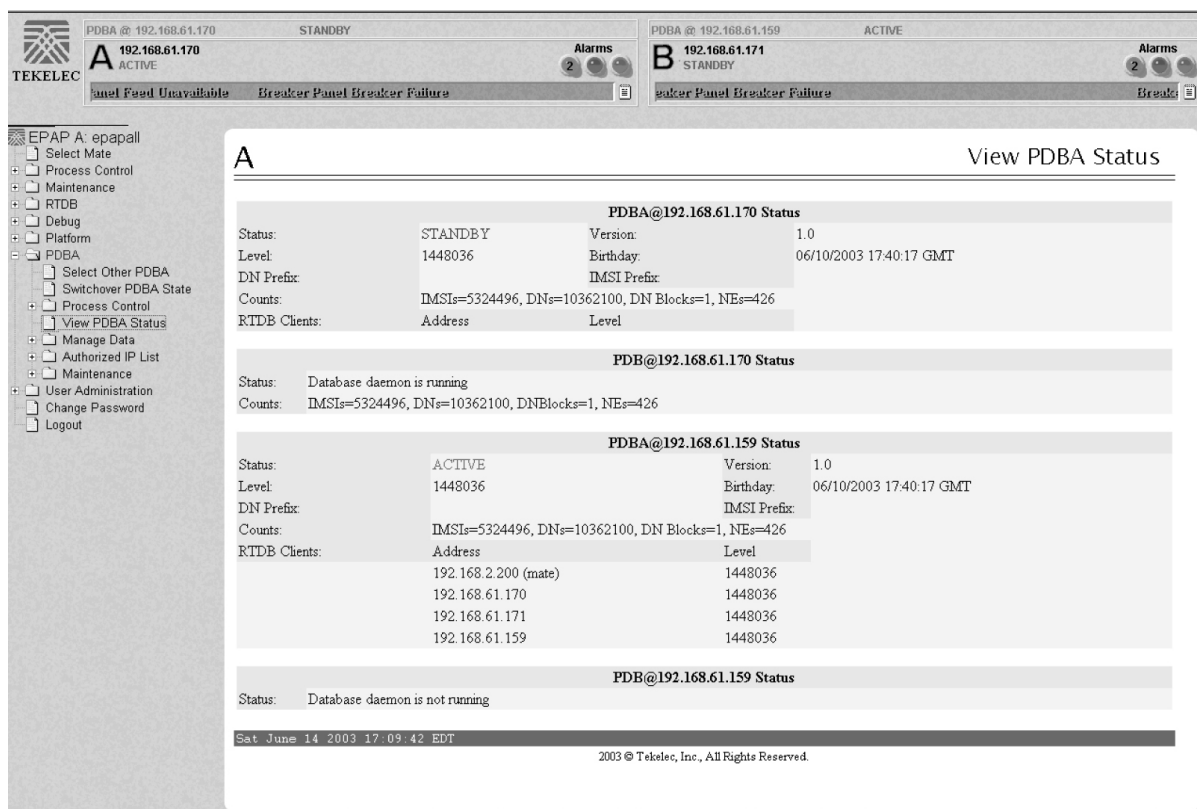 TEKELEC
PDBA @ 192.168.61.170 STANDBY
A 192.168.61.170
ACTIVE
Alarms
2
anel Feed Unavailable Breaker Panel Breaker Failure
PDBA @ 192.168.61.159 ACTIVE
B 192.168.61.171
STANDBY
Alarms
2
eaker Panel Breaker Failure Break
EPAP A: epapall
Select Mate
Process Control
Maintenance
RTDB
Debug
Platform
PDBA
Select Other PDBA
Switchover PDBA State
Process Control
View PDBA Status
Manage Data
Authorized IP List
Maintenance
User Administration
Change Password
Logout
A View PDBA Status
PDBA@192.168.61.170 Status
Status: STANDBY Version: 1.0
Level: 1448036 Birthday: 06/10/2003 17:40:17 GMT
DN Prefix: IMSI Prefix:
Counts: IMSIs=5324496, DNs=10362100, DN Blocks=1, NEs=426
RTDB Clients: Address Level
PDB@192.168.61.170 Status
Status: Database daemon is running
Counts: IMSIs=5324496, DNs=10362100, DNBlocks=1, NEs=426
PDBA@192.168.61.159 Status
Status: ACTIVE Version: 1.0
Level: 1448036 Birthday: 06/10/2003 17:40:17 GMT
DN Prefix: IMSI Prefix:
Counts: IMSIs=5324496, DNs=10362100, DN Blocks=1, NEs=426
RTDB Clients: Address Level
192.168.2.200 (mate) 1448036
192.168.61.170 1448036
192.168.61.171 1448036
192.168.61.159 1448036
PDB@192.168.61.159 Status
Status: Database daemon is not running
Sat June 14 2003 17:09:42 EDT
2003 © Tekelec, Inc., All Rights Reserved.